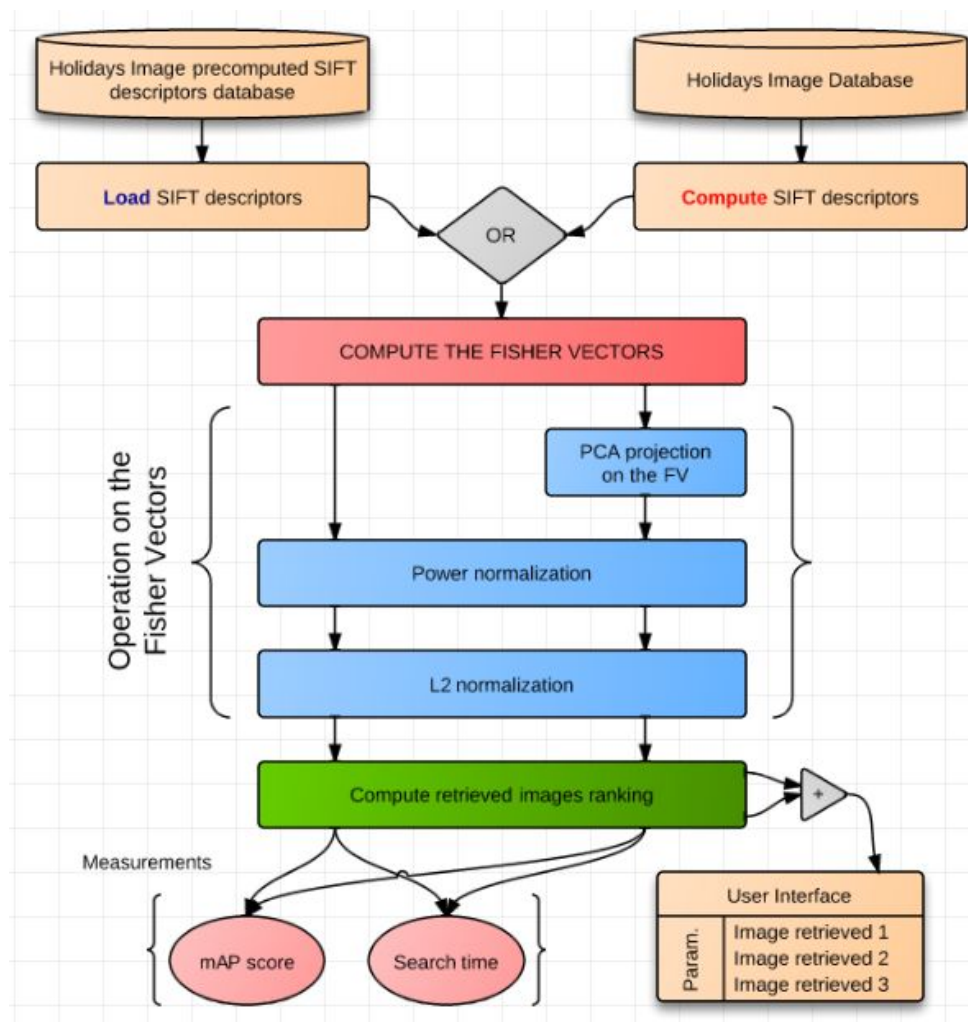 Holidays Image precomputed SIFT
descriptors database
Holidays Image Database
Load SIFT descriptors
Compute SIFT descriptors
OR
COMPUTE THE FISHER VECTORS
PCA projection
on the FV
Operation on the
Fisher Vectors
Power normalization
L2 normalization
Compute retrieved images ranking
+
Measurements
mAP score
Search time
User Interface
Param.
Image retrieved 1
Image retrieved 2
Image retrieved 3